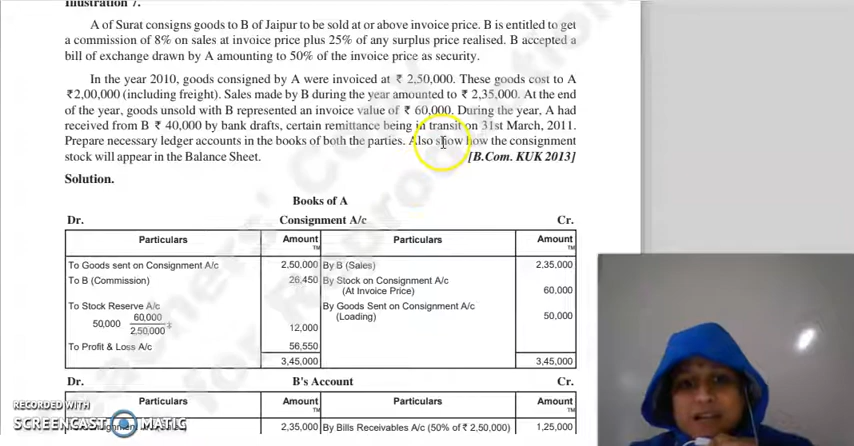 Illustration 7.
A of Surat consigns goods to B of Jaipur to be sold at or above invoice price. B is entitled to get
a commission of 8% on sales at invoice price plus 25% of any surplus price realised. B accepted a
bill of exchange drawn by A amounting to 50% of the invoice price as security.
In the year 2010, goods consigned by A were invoiced at ₹ 2,50,000. These goods cost to A
₹2,00,000 (including freight). Sales made by B during the year amounted to ₹ 2,35,000. At the end
of the year, goods unsold with B represented an invoice value of ₹ 60,000. During the year, A had
received from B ₹ 40,000 by bank drafts, certain remittance being in transit on 31st March, 2011.
Prepare necessary ledger accounts in the books of both the parties. Also show how the consignment
stock will appear in the Balance Sheet. [B.Com. KUK 2013]
Solution.
Books of A
Dr. Consignment A/c Cr.
Particulars Amount Particulars Amount
TM TM
To Goods sent on Consignment A/c 2,50,000 By B (Sales) 2,35,000
To B (Commission) 26,450 By Stock on Consignment A/c
(At Invoice Price) 60,000
To Stock Reserve A/c By Goods Sent on Consignment A/c
50,000 60,000 / 2,50,000 (Loading) 50,000
12,000
To Profit & Loss A/c 56,550
3,45,000 3,45,000
Dr. B's Account Cr.
Particulars Amount Particulars Amount
TM TM
2,35,000 By Bills Receivables A/c (50% of ₹ 2,50,000) 1,25,000
RECORDED WITH
SCREENCAST MATIC